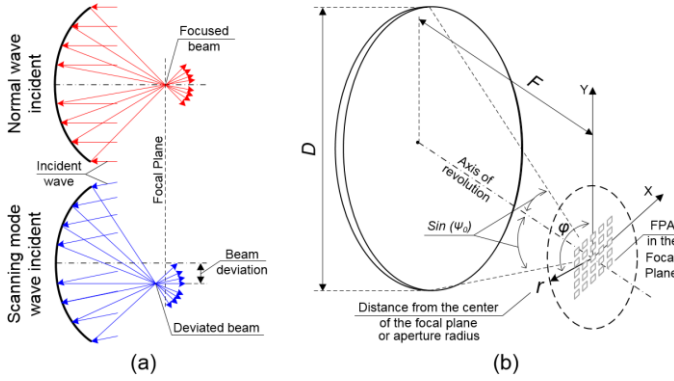 Normal wave
incident
Focused
beam
Incident
wave
Focal Plane
Scanning mode
wave incident
Beam
deviation
Deviated beam
(a)
D
F
Y
X
Axis of
revolution
Sin (Ψ₀)
φ
r
FPA
in the
Focal
Plane
Distance from the center
of the focal plane
or aperture radius
(b)